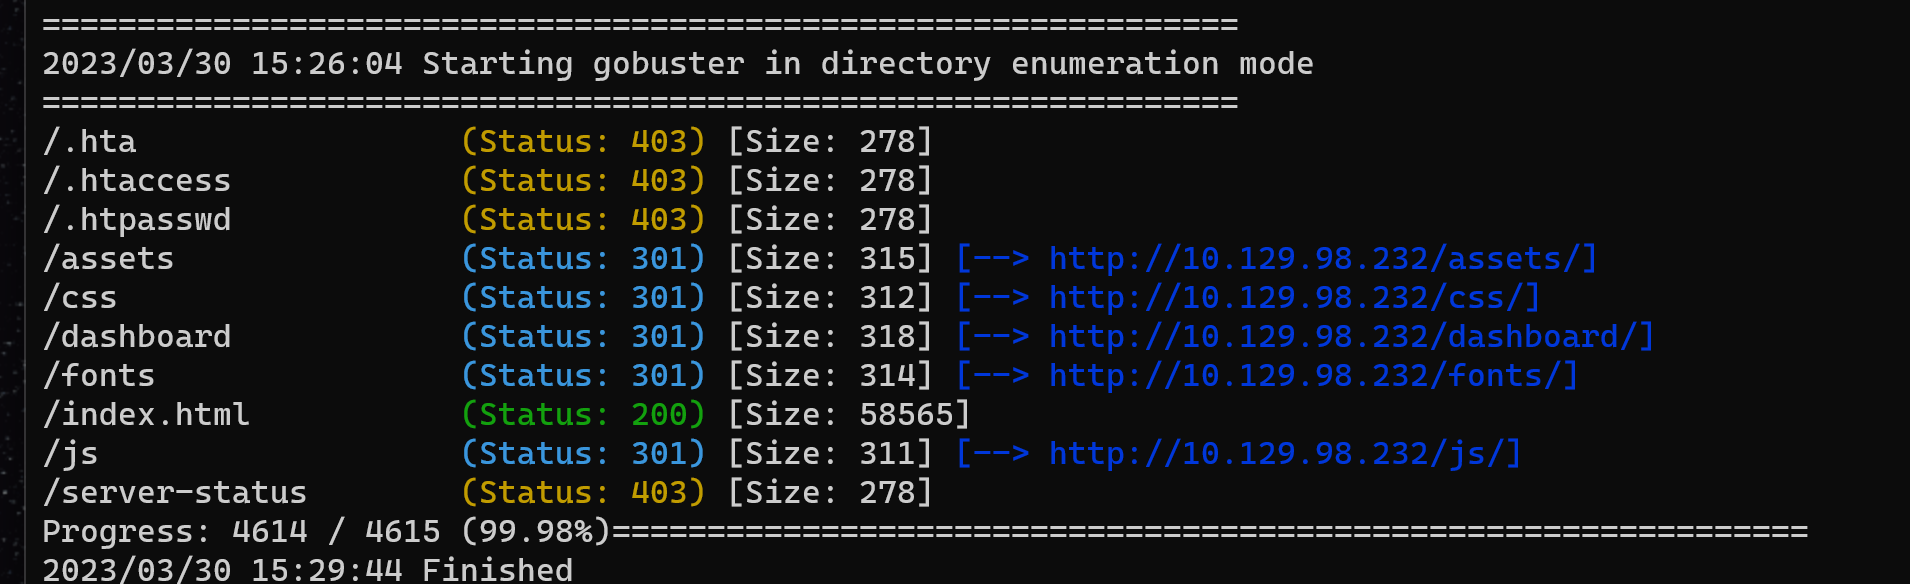 ===============================================================
2023/03/30 15:26:04 Starting gobuster in directory enumeration mode
===============================================================
/.hta                 (Status: 403) [Size: 278]
/.htaccess            (Status: 403) [Size: 278]
/.htpasswd            (Status: 403) [Size: 278]
/assets               (Status: 301) [Size: 315] [--> http://10.129.98.232/assets/]
/css                  (Status: 301) [Size: 312] [--> http://10.129.98.232/css/]
/dashboard            (Status: 301) [Size: 318] [--> http://10.129.98.232/dashboard/]
/fonts                (Status: 301) [Size: 314] [--> http://10.129.98.232/fonts/]
/index.html           (Status: 200) [Size: 58565]
/js                   (Status: 301) [Size: 311] [--> http://10.129.98.232/js/]
/server-status        (Status: 403) [Size: 278]
Progress: 4614 / 4615 (99.98%)===============================================================
2023/03/30 15:29:44 Finished